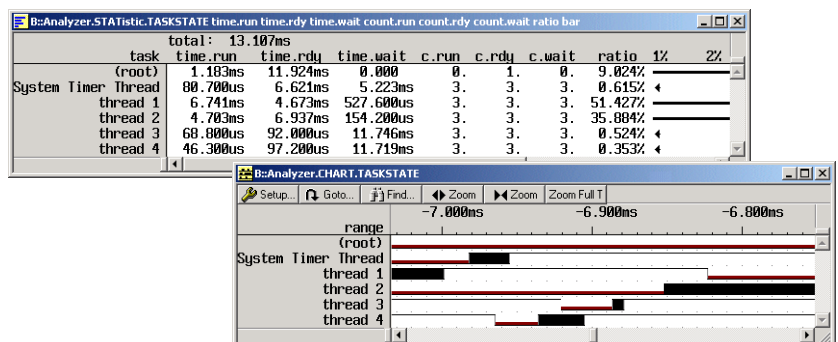 B::Analyzer.STATistic.TASKSTATE time.run time.rdy time.wait count.run count.rdy count.wait ratio bar
total: 13.107ms
task time.run time.rdy time.wait c.run c.rdy c.wait ratio 1% 2%
(root) 1.183ms 11.924ms 0.000 0. 1. 0. 9.024%
System Timer Thread 80.700us 6.621ms 5.223ms 3. 3. 3. 0.615%
thread 1 6.741ms 4.673ms 527.600us 3. 3. 3. 51.427%
thread 2 4.703ms 6.937ms 154.200us 3. 3. 3. 35.884%
thread 3 68.800us 92.000us 11.746ms 3. 3. 3. 0.524%
thread 4 46.300us 97.200us 11.719ms 3. 3. 3. 0.353%
B::Analyzer.CHART.TASKSTATE
Setup... Goto... Find... Zoom Zoom Zoom Full T
-7.000ms -6.900ms -6.800ms
range
(root)
System Timer Thread
thread 1
thread 2
thread 3
thread 4